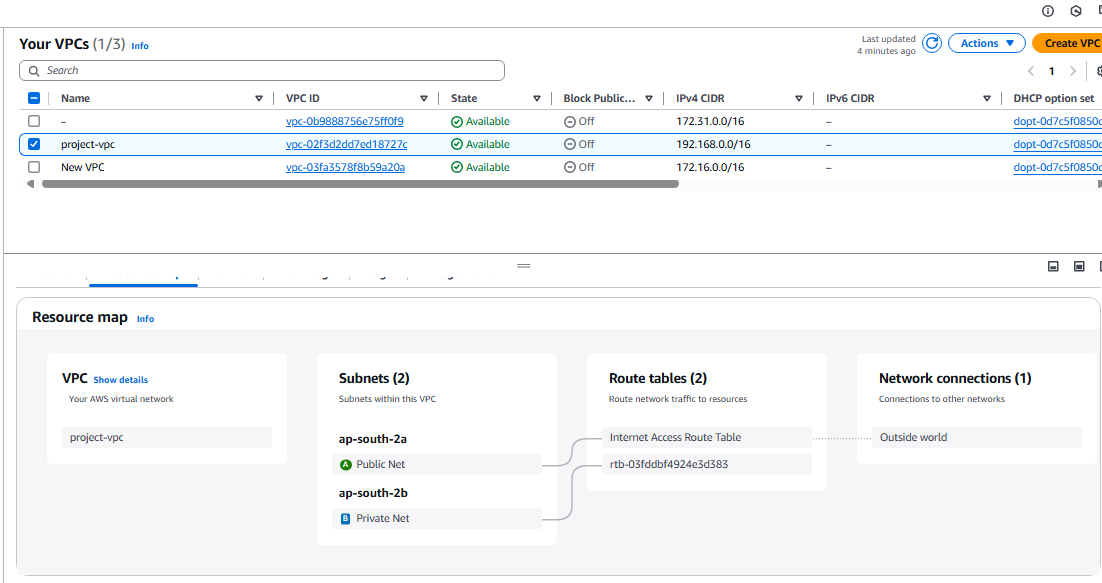 Your VPCs (1/3) Info
Last updated
4 minutes ago
Actions
Create VPC
Search
1
Name VPC ID State Block Public... IPv4 CIDR IPv6 CIDR DHCP option set
– vpc-0b9888756e75ff0f9 Available Off 172.31.0.0/16 – dopt-0d7c5f0850c
project-vpc vpc-02f3d2dd7ed18727c Available Off 192.168.0.0/16 – dopt-0d7c5f0850c
New VPC vpc-03fa3578f8b59a20a Available Off 172.16.0.0/16 – dopt-0d7c5f0850c
Resource map Info
VPC Show details
Your AWS virtual network
project-vpc
Subnets (2)
Subnets within this VPC
ap-south-2a
A Public Net
ap-south-2b
B Private Net
Route tables (2)
Route network traffic to resources
Internet Access Route Table
rtb-03fddbf4924e3d383
Network connections (1)
Connections to other networks
Outside world